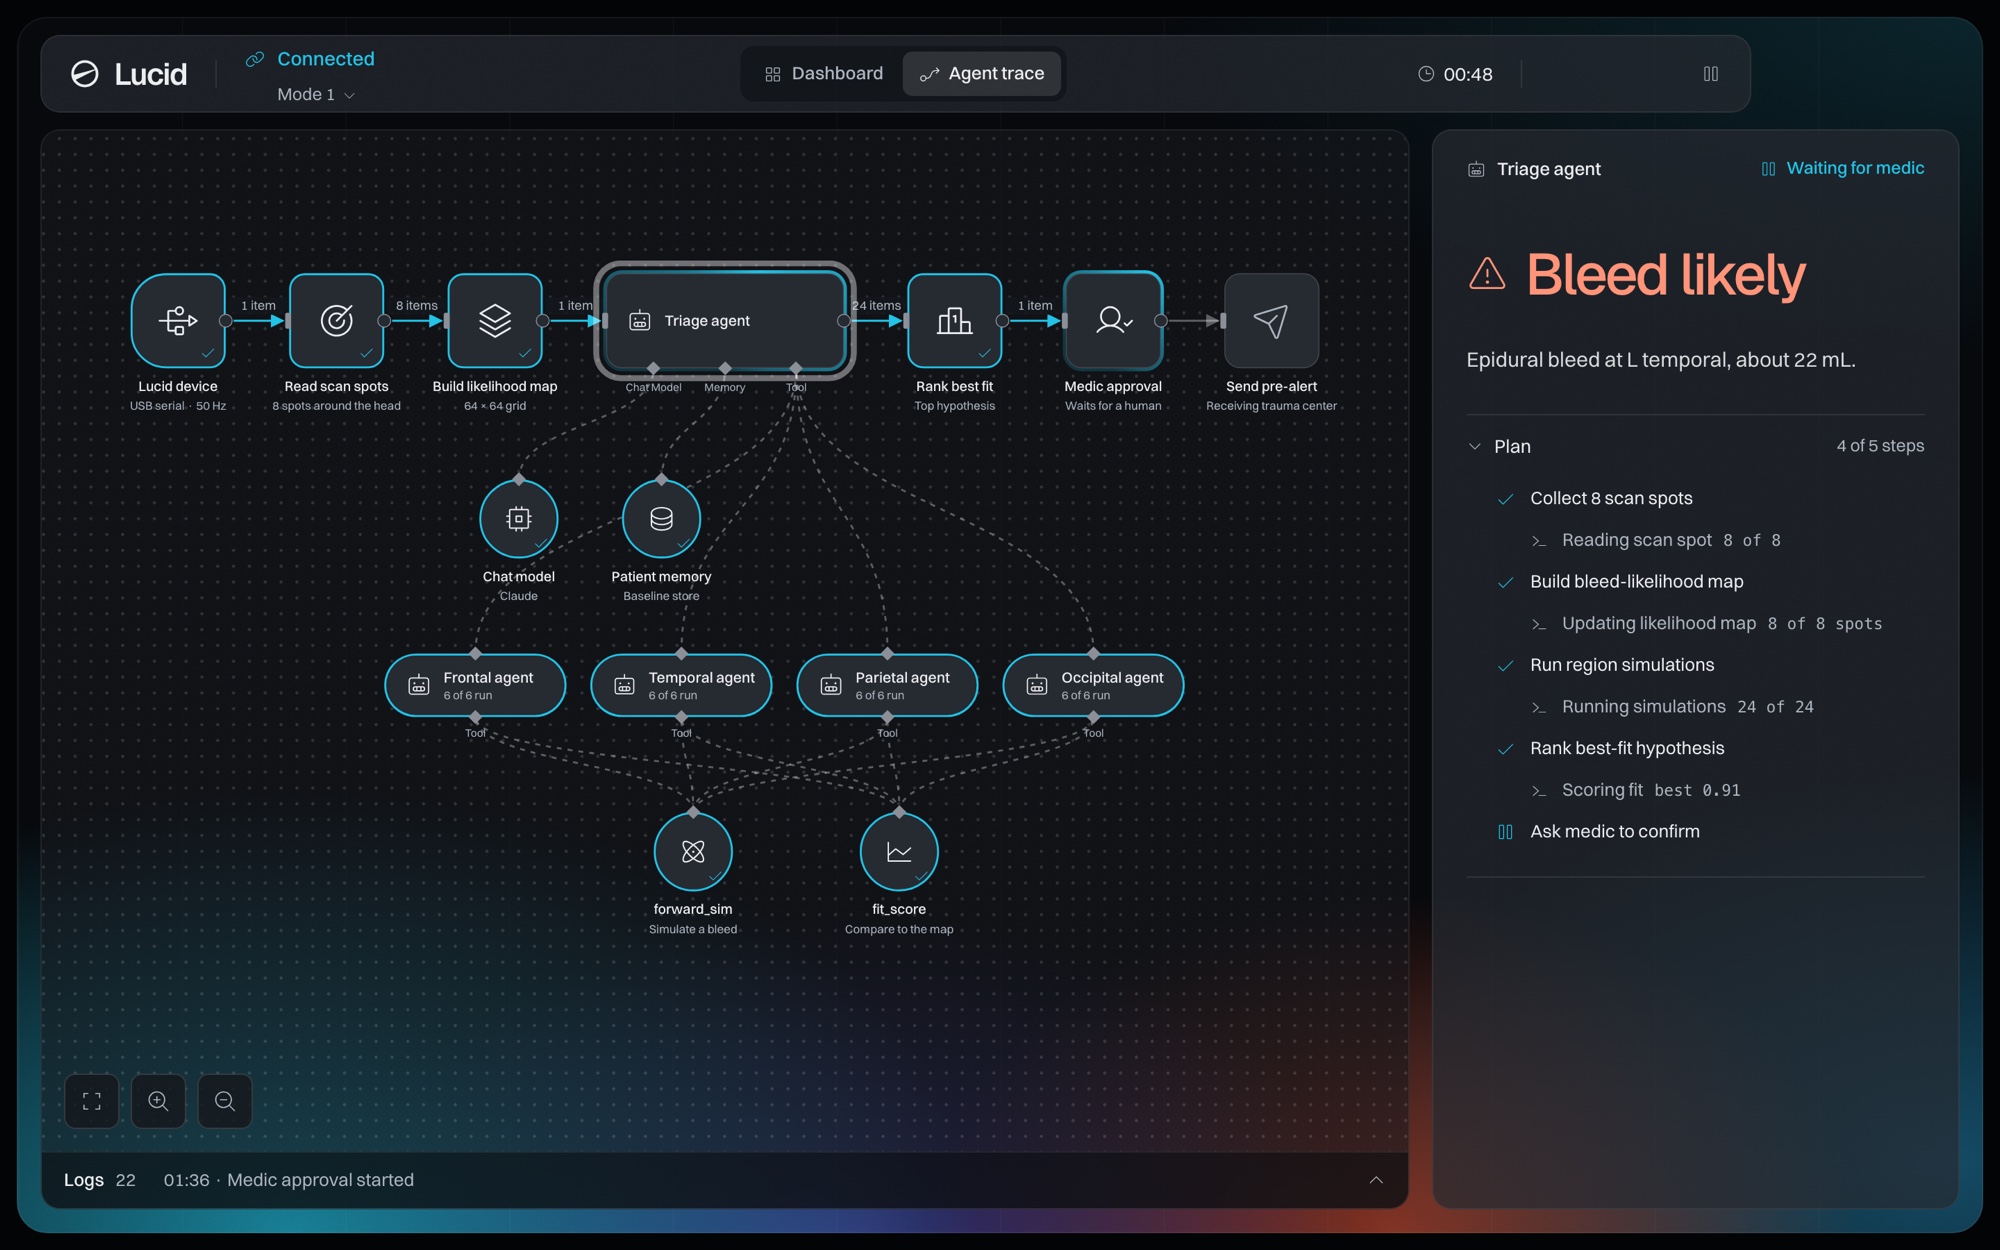 Lucid
Connected
Mode 1
Dashboard
Agent trace
00:48
1 item
8 items
1 item
24 items
1 item
Triage agent
1
Chat Model
Memory
Tool
Lucid device
USB serial · 50 Hz
Read scan spots
8 spots around the head
Build likelihood map
64 × 64 grid
Rank best fit
Top hypothesis
Medic approval
Waits for a human
Send pre-alert
Receiving trauma center
Chat model
Claude
Patient memory
Baseline store
Frontal agent
6 of 6 run
Temporal agent
6 of 6 run
Parietal agent
6 of 6 run
Occipital agent
6 of 6 run
Tool
Tool
Tool
Tool
forward_sim
Simulate a bleed
fit_score
Compare to the map
Logs 22 01:36 · Medic approval started
Triage agent
Waiting for medic
Bleed likely
Epidural bleed at L temporal, about 22 mL.
Plan
4 of 5 steps
Collect 8 scan spots
Reading scan spot 8 of 8
Build bleed-likelihood map
Updating likelihood map 8 of 8 spots
Run region simulations
Running simulations 24 of 24
Rank best-fit hypothesis
Scoring fit best 0.91
Ask medic to confirm